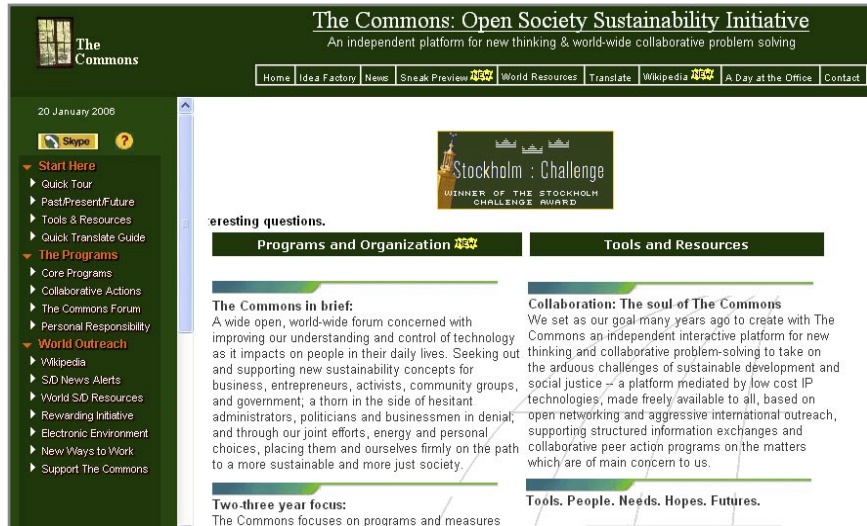 The Commons: Open Society Sustainability Initiative
An independent platform for new thinking & world-wide collaborative problem solving
The
Commons
Home Idea Factory News Sneak Preview NEW World Resources Translate Wikipedia NEW A Day at the Office Contact
20 January 2006
Skype ?
Start Here
Quick Tour
Past/Present/Future
Tools & Resources
Quick Translate Guide
The Programs
Core Programs
Collaborative Actions
The Commons Forum
Personal Responsibility
World Outreach
Wikipedia
S/D News Alerts
World S/D Resources
Rewarding Initiative
Electronic Environment
New Ways to Work
Support The Commons
Stockholm : Challenge
WINNER OF THE STOCKHOLM
CHALLENGE AWARD
eresting questions.
Programs and Organization NEW
The Commons in brief:
A wide open, world-wide forum concerned with
improving our understanding and control of technology
as it impacts on people in their daily lives. Seeking out
and supporting new sustainability concepts for
business, entrepreneurs, activists, community groups,
and government; a thorn in the side of hesitant
administrators, politicians and businessmen in denial;
and through our joint efforts, energy and personal
choices, placing them and ourselves firmly on the path
to a more sustainable and more just society.
Two-three year focus:
The Commons focuses on programs and measures
Tools and Resources
Collaboration: The soul of The Commons
We set as our goal many years ago to create with The
Commons an independent interactive platform for new
thinking and collaborative problem-solving to take on
the arduous challenges of sustainable development and
social justice -- a platform mediated by low cost IP
technologies, made freely available to all, based on
open networking and aggressive international outreach,
supporting structured information exchanges and
collaborative peer action programs on the matters
which are of main concern to us.
Tools. People. Needs. Hopes. Futures.